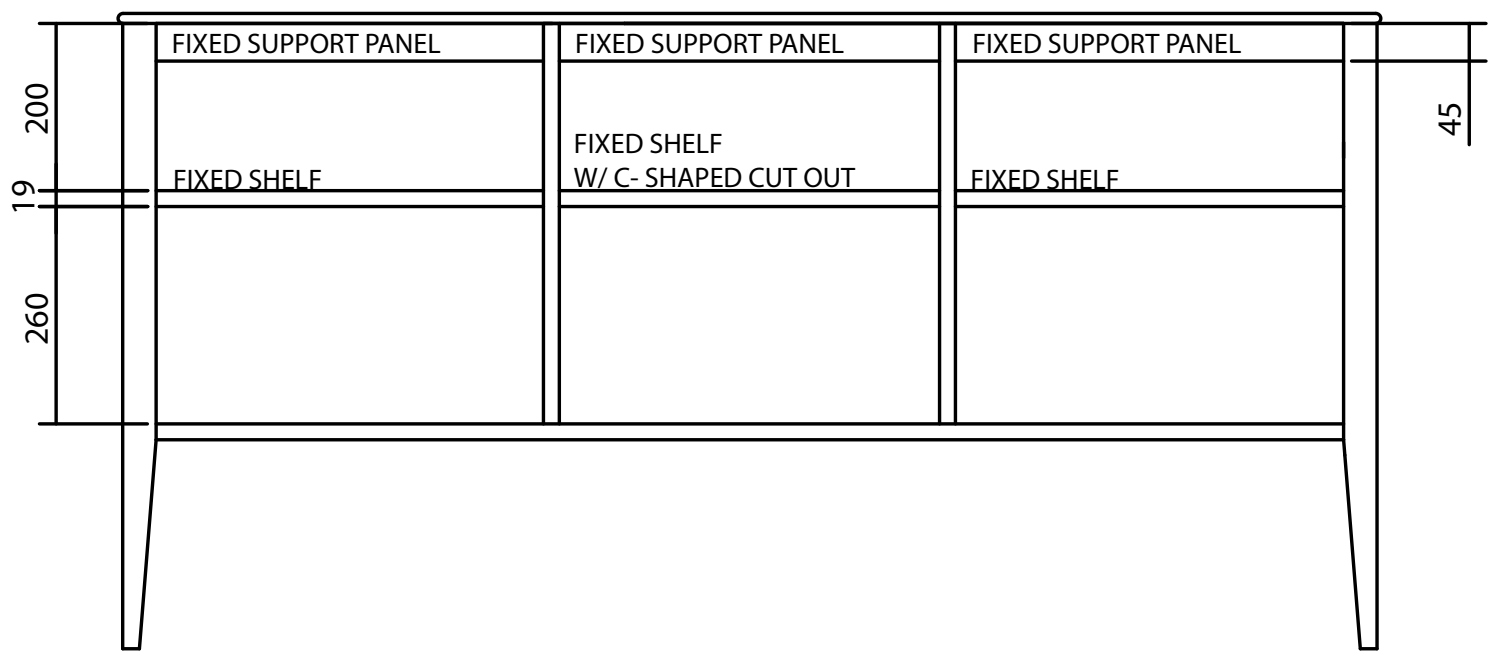 FIXED SUPPORT PANEL
FIXED SUPPORT PANEL
FIXED SUPPORT PANEL
200
45
FIXED SHELF
W/ C- SHAPED CUT OUT
FIXED SHELF
FIXED SHELF
19
260